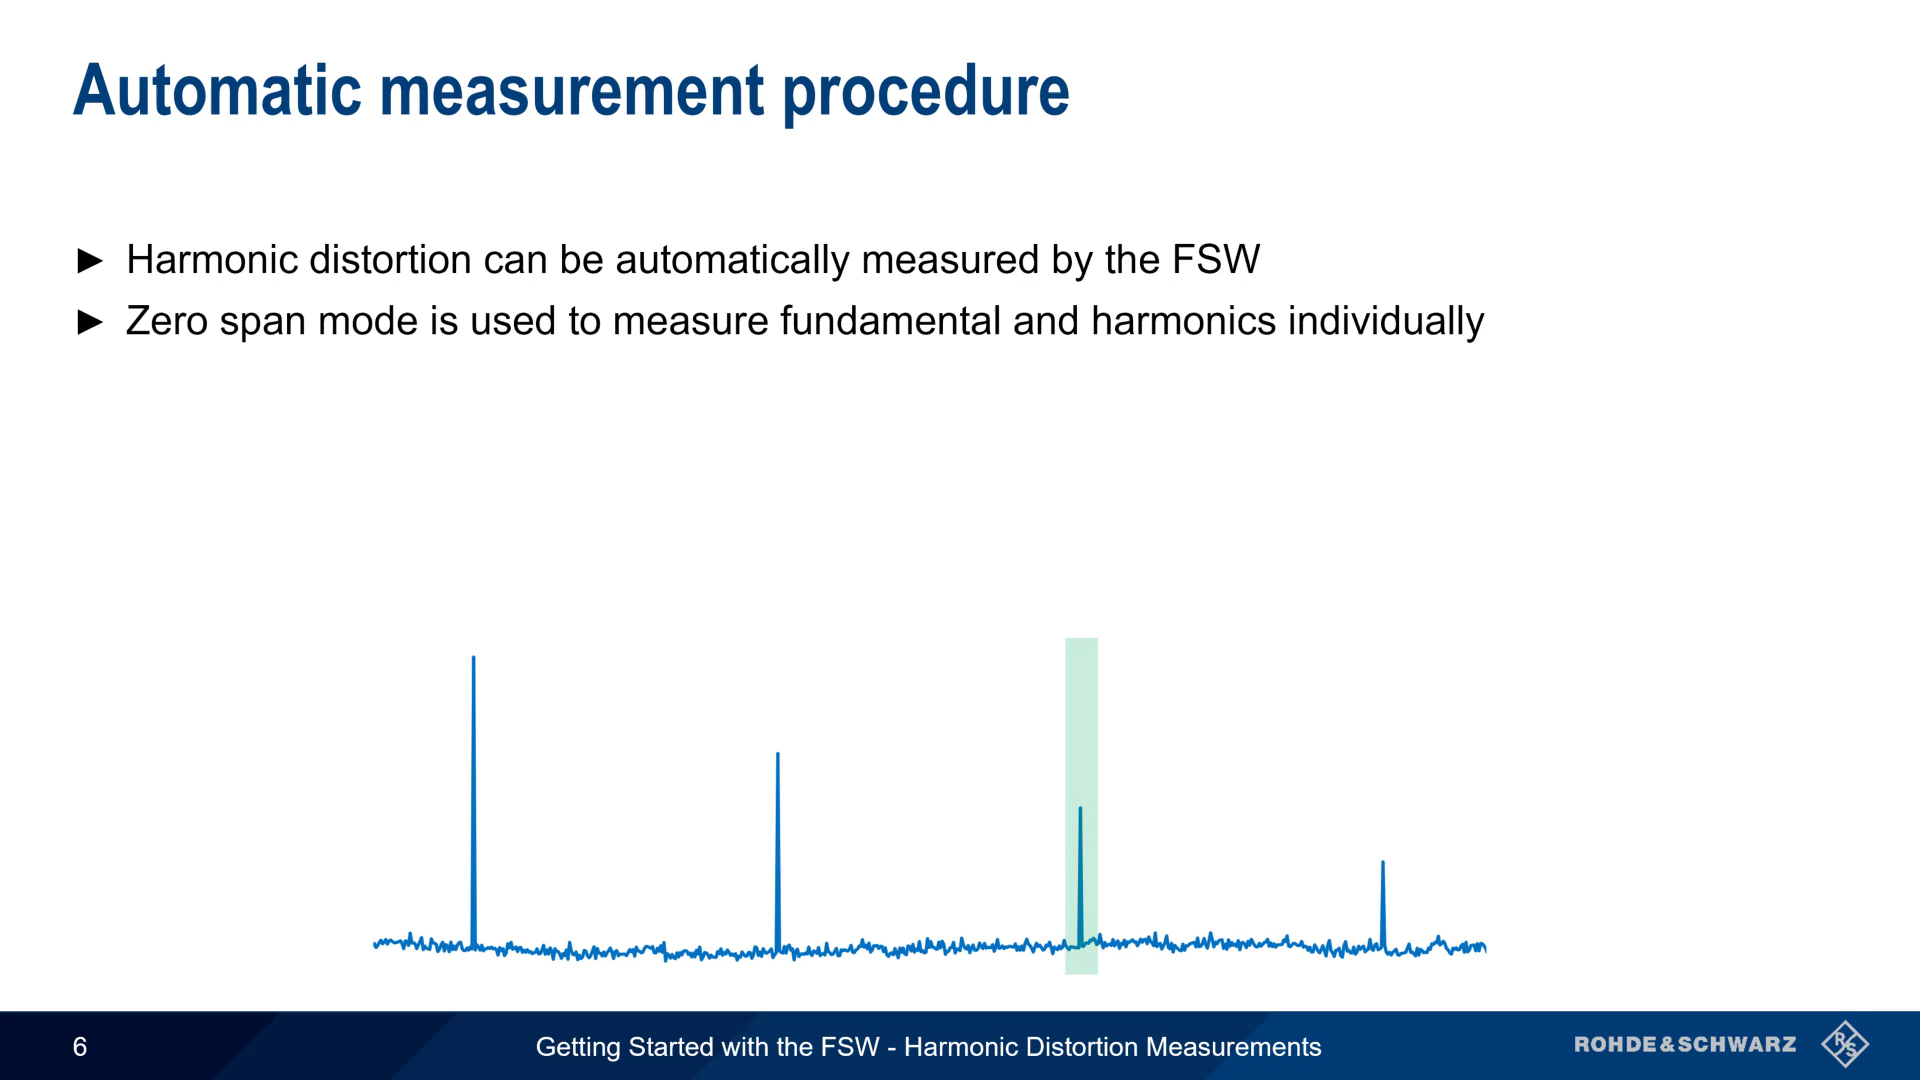 Automatic measurement procedure
► Harmonic distortion can be automatically measured by the FSW
► Zero span mode is used to measure fundamental and harmonics individually
6
Getting Started with the FSW - Harmonic Distortion Measurements
ROHDE&SCHWARZ
R&S